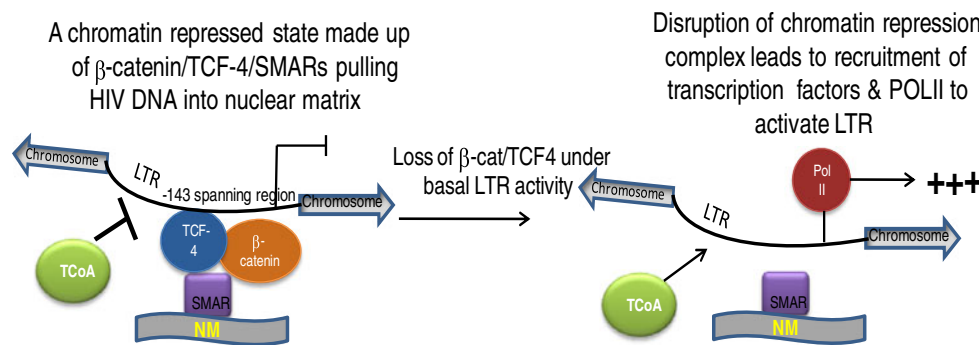 A chromatin repressed state made up
of β-catenin/TCF-4/SMARs pulling
HIV DNA into nuclear matrix
Chromosome
LTR
-143 spanning region
Chromosome
TCF-
4
β-
catenin
TCoA
SMAR
NM
Loss of β-cat/TCF4 under
basal LTR activity
Disruption of chromatin repression
complex leads to recruitment of
transcription factors & POLII to
activate LTR
Pol
II
+++
Chromosome
LTR
Chromosome
TCoA
SMAR
NM